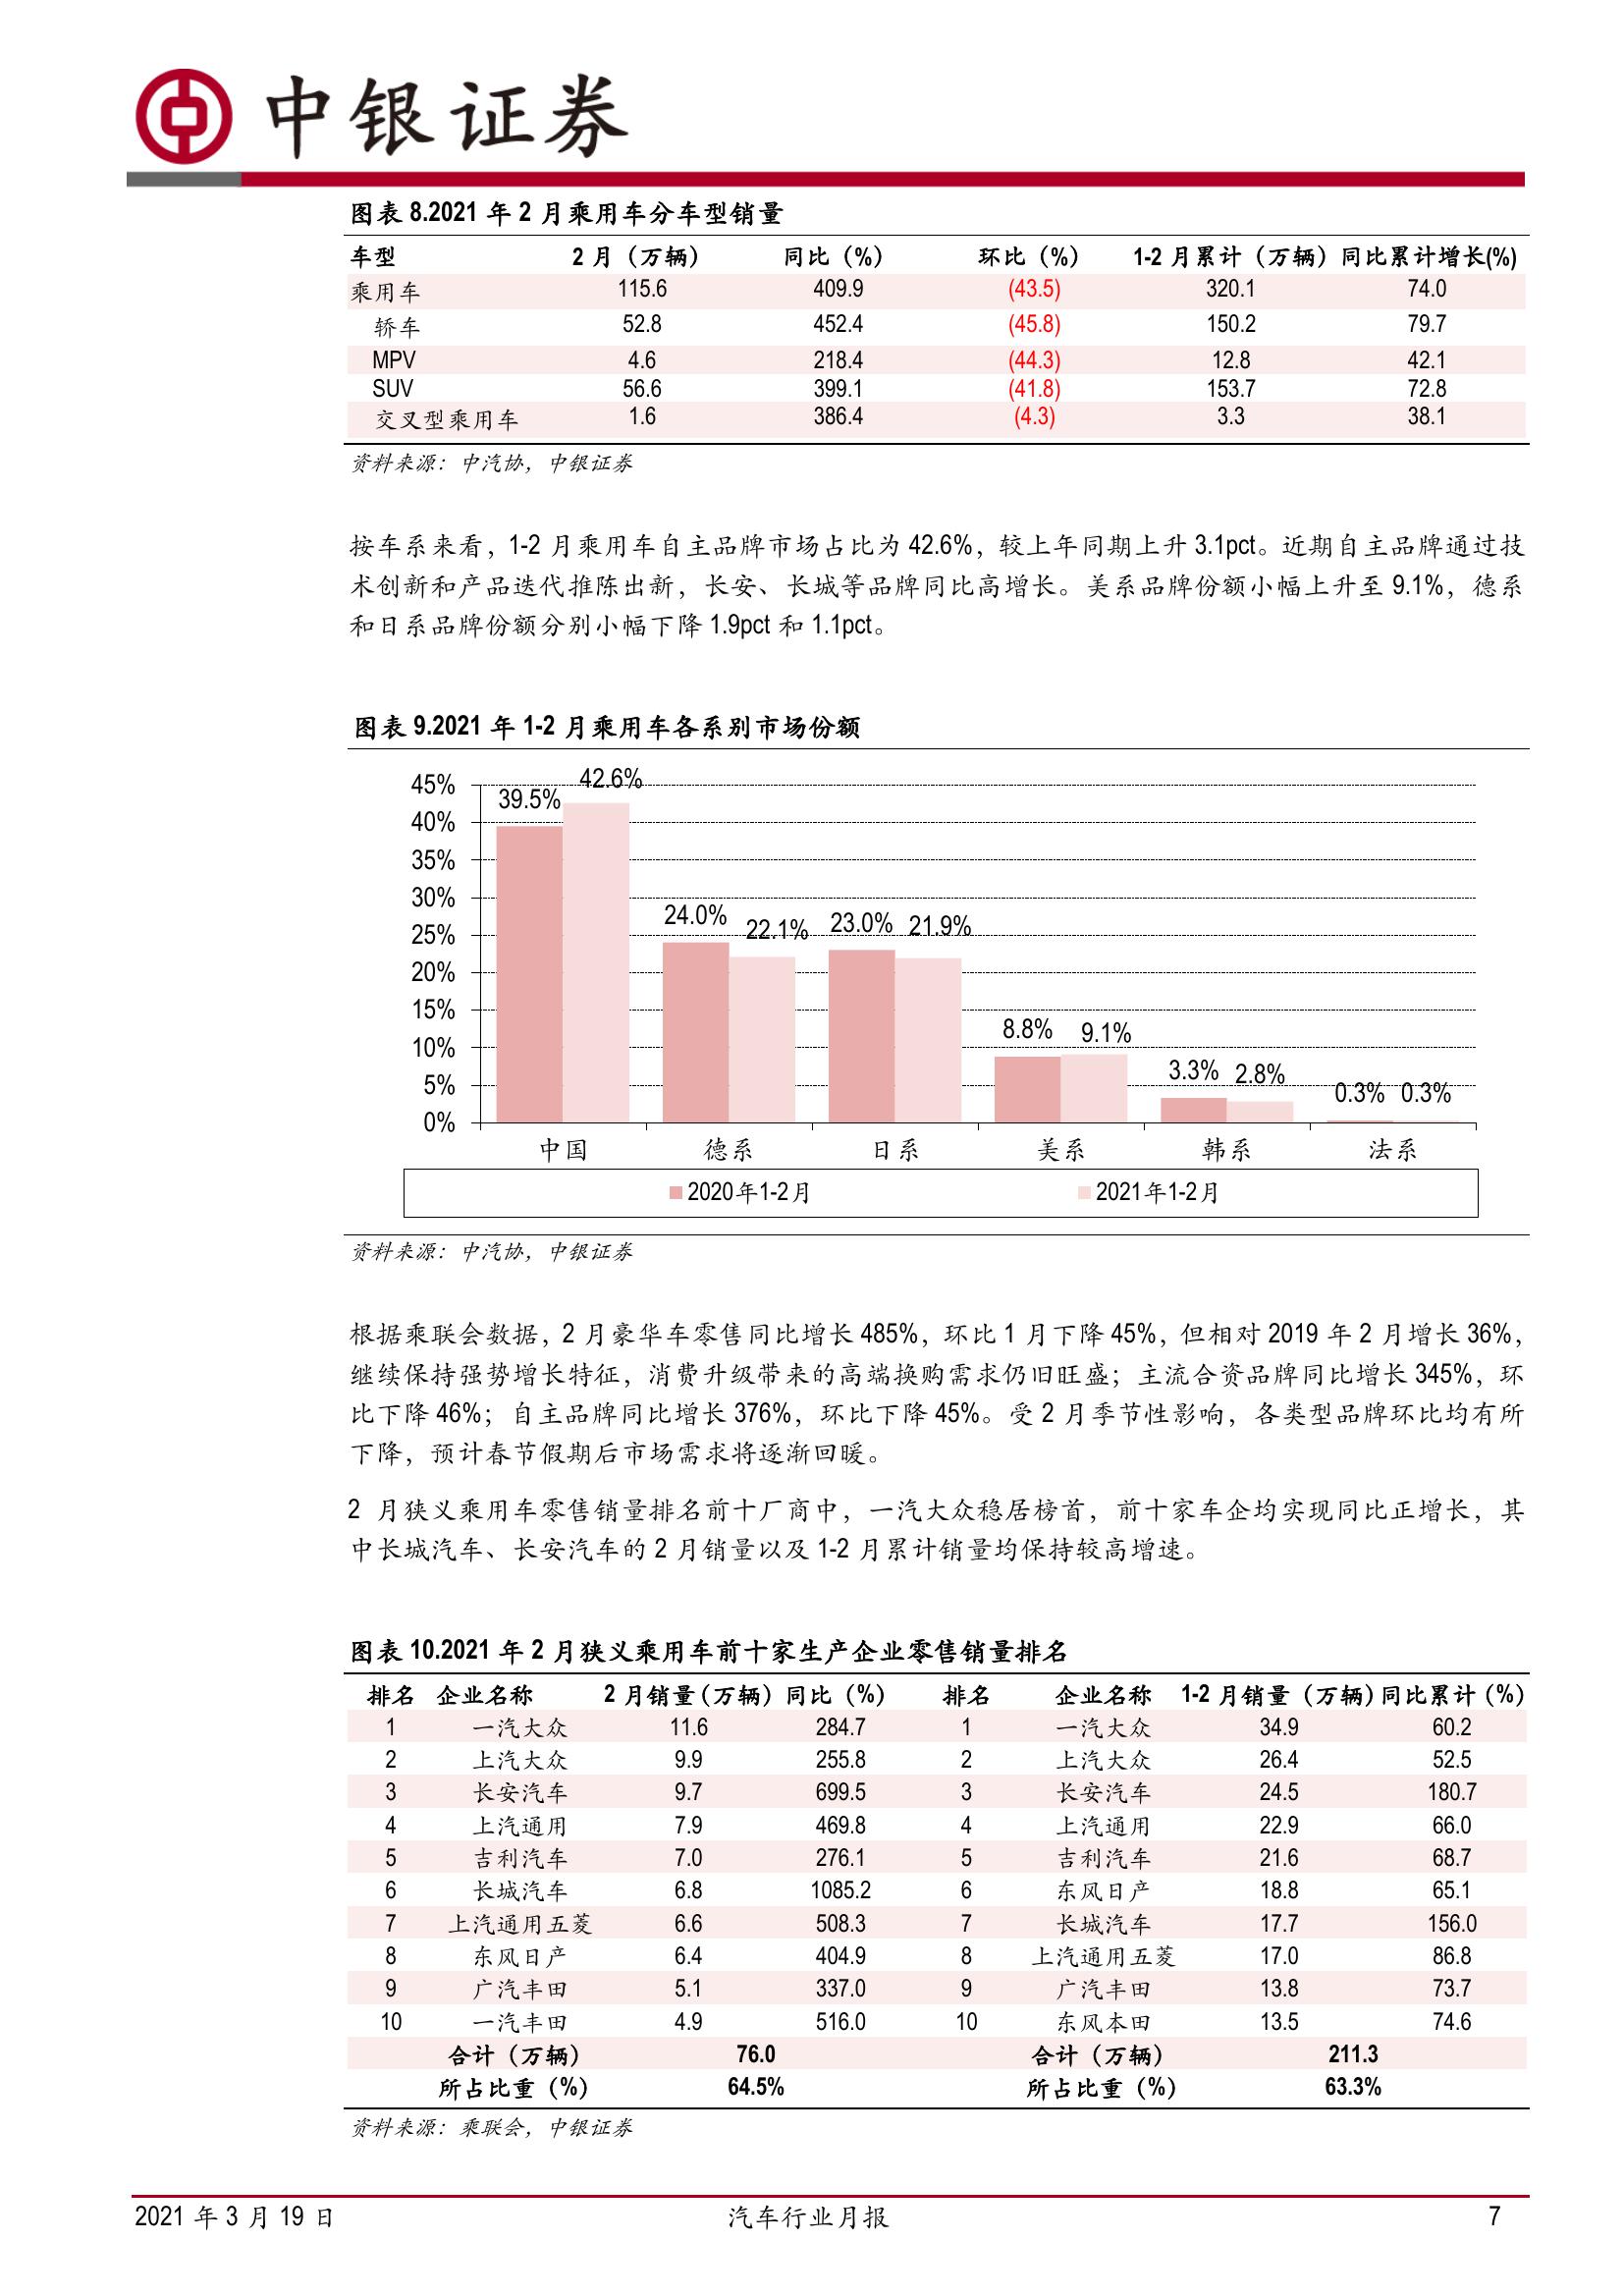 中银证券
图表 8.2021 年 2 月乘用车分车型销量
车型 2 月（万辆） 同比（%） 环比（%） 1-2 月累计（万辆） 同比累计增长(%)
乘用车 115.6 409.9 (43.5) 320.1 74.0
轿车 52.8 452.4 (45.8) 150.2 79.7
MPV 4.6 218.4 (44.3) 12.8 42.1
SUV 56.6 399.1 (41.8) 153.7 72.8
交叉型乘用车 1.6 386.4 (4.3) 3.3 38.1
资料来源：中汽协，中银证券
按车系来看，1-2 月乘用车自主品牌市场占比为 42.6%，较上年同期上升 3.1pct。近期自主品牌通过技
术创新和产品迭代推陈出新，长安、长城等品牌同比高增长。美系品牌份额小幅上升至 9.1%，德系
和日系品牌份额分别小幅下降 1.9pct 和 1.1pct。
图表 9.2021 年 1-2 月乘用车各系别市场份额
45%
40%
35%
30%
25%
20%
15%
10%
5%
0%
39.5% 42.6%
24.0% 22.1%
23.0% 21.9%
8.8% 9.1%
3.3% 2.8%
0.3% 0.3%
中国 德系 日系 美系 韩系 法系
2020年1-2月 2021年1-2月
资料来源：中汽协，中银证券
根据乘联会数据，2 月豪华车零售同比增长 485%，环比 1 月下降 45%，但相对 2019 年 2 月增长 36%，
继续保持强势增长特征，消费升级带来的高端换购需求仍旧旺盛；主流合资品牌同比增长 345%，环
比下降 46%；自主品牌同比增长 376%，环比下降 45%。受 2 月季节性影响，各类型品牌环比均有所
下降，预计春节假期后市场需求将逐渐回暖。
2 月狭义乘用车零售销量排名前十厂商中，一汽大众稳居榜首，前十家车企均实现同比正增长，其
中长城汽车、长安汽车的 2 月销量以及 1-2 月累计销量均保持较高增速。
图表 10.2021 年 2 月狭义乘用车前十家生产企业零售销量排名
排名 企业名称 2 月销量（万辆） 同比（%） 排名 企业名称 1-2 月销量（万辆） 同比累计（%）
1 一汽大众 11.6 284.7 1 一汽大众 34.9 60.2
2 上汽大众 9.9 255.8 2 上汽大众 26.4 52.5
3 长安汽车 9.7 699.5 3 长安汽车 24.5 180.7
4 上汽通用 7.9 469.8 4 上汽通用 22.9 66.0
5 吉利汽车 7.0 276.1 5 吉利汽车 21.6 68.7
6 长城汽车 6.8 1085.2 6 东风日产 18.8 65.1
7 上汽通用五菱 6.6 508.3 7 长城汽车 17.7 156.0
8 东风日产 6.4 404.9 8 上汽通用五菱 17.0 86.8
9 广汽丰田 5.1 337.0 9 广汽丰田 13.8 73.7
10 一汽丰田 4.9 516.0 10 东风本田 13.5 74.6
合计（万辆） 76.0 合计（万辆） 211.3
所占比重（%） 64.5% 所占比重（%） 63.3%
资料来源：乘联会，中银证券
2021 年 3 月 19 日 汽车行业月报 7